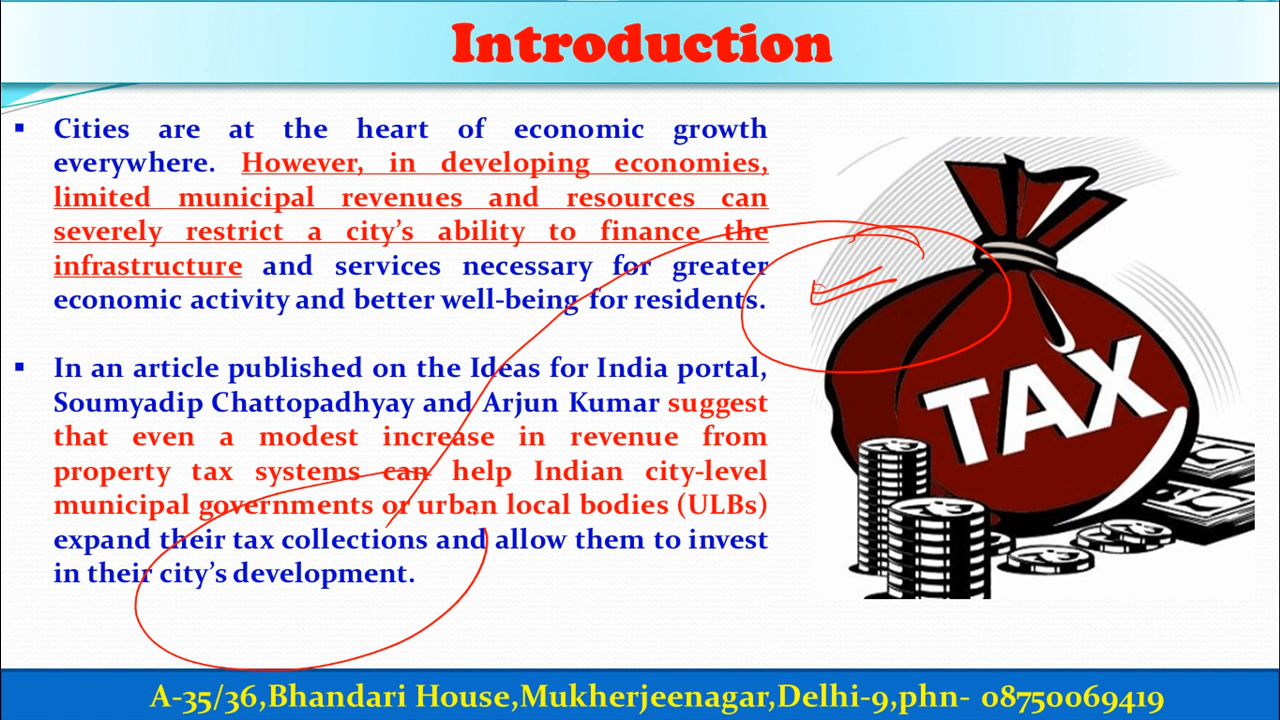 Introduction
▪ Cities are at the heart of economic growth
everywhere. However, in developing economies,
limited municipal revenues and resources can
severely restrict a city’s ability to finance the
infrastructure and services necessary for greater
economic activity and better well-being for residents.
▪ In an article published on the Ideas for India portal,
Soumyadip Chattopadhyay and Arjun Kumar suggest
that even a modest increase in revenue from
property tax systems can help Indian city-level
municipal governments or urban local bodies (ULBs)
expand their tax collections and allow them to invest
in their city’s development.
TAX
A-35/36,Bhandari House,Mukherjeenagar,Delhi-9,phn- 08750069419